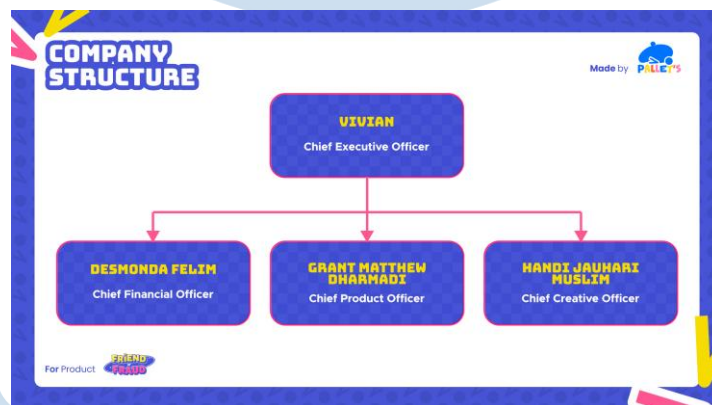 COMPANY
STRUCTURE
Made by PALLET'S
VIVIAN
Chief Executive Officer
DESMONDA FELIM
Chief Financial Officer
GRANT MATTHEW
DHARMADI
Chief Product Officer
HANDI JAUHARI
MUSLIM
Chief Creative Officer
For Product
FRIEND
FRAUD